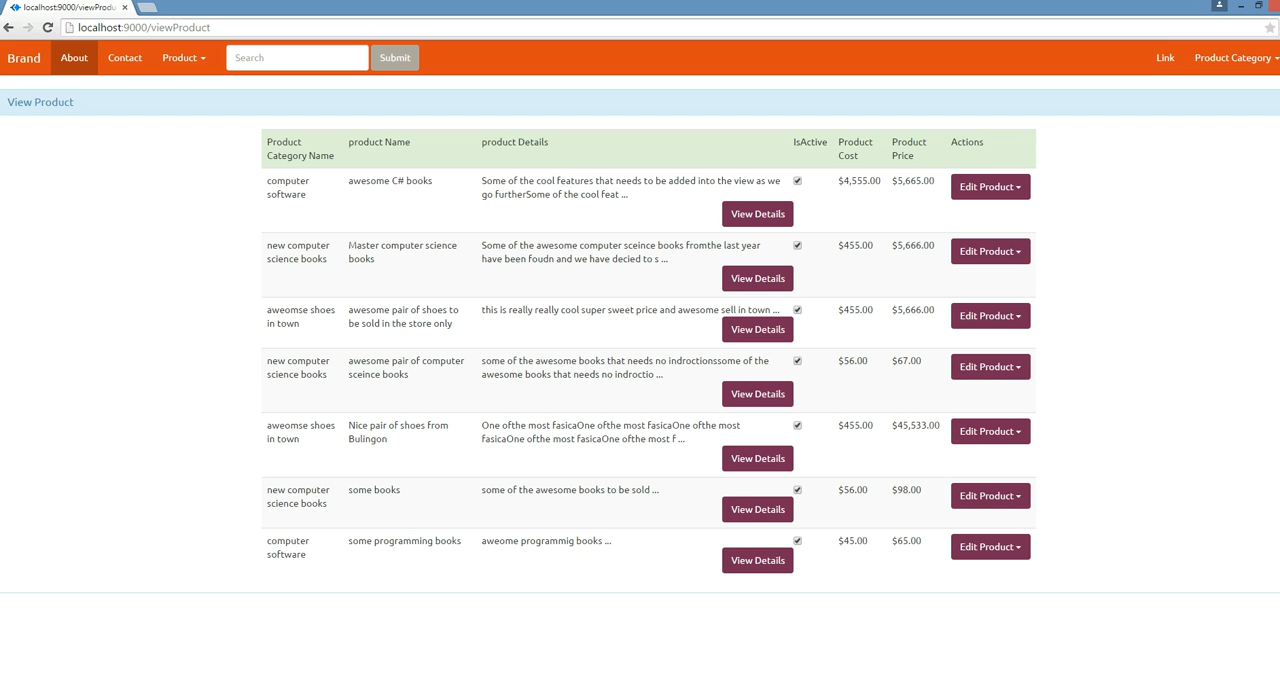 localhost:9000/viewProdu
localhost:9000/viewProduct
Brand About Contact Product Search Submit Link Product Category
View Product
Product Category Name product Name product Details IsActive Product Cost Product Price Actions
computer software awesome C# books Some of the cool features that needs to be added into the view as we $4,555.00 $5,665.00 Edit Product
go furtherSome of the cool feat ...
View Details
new computer science books Master computer science books Some of the awesome computer sceince books fromthe last year $455.00 $5,666.00 Edit Product
have been foudn and we have decied to s ...
View Details
aweomse shoes in town awesome pair of shoes to be sold in the store only this is really really cool super sweet price and awesome sell in town ... $455.00 $5,666.00 Edit Product
View Details
new computer science books awesome pair of computer sceince books some of the awesome books that needs no indroctionssome of the $56.00 $67.00 Edit Product
awesome books that needs no indroctio ...
View Details
aweomse shoes in town Nice pair of shoes from Bulingon One ofthe most fasicaOne ofthe most fasicaOne ofthe most $455.00 $45,533.00 Edit Product
fasicaOne ofthe most fasicaOne ofthe most f ...
View Details
new computer science books some books some of the awesome books to be sold ... $56.00 $98.00 Edit Product
View Details
computer software some programming books aweome programmig books ... $45.00 $65.00 Edit Product
View Details